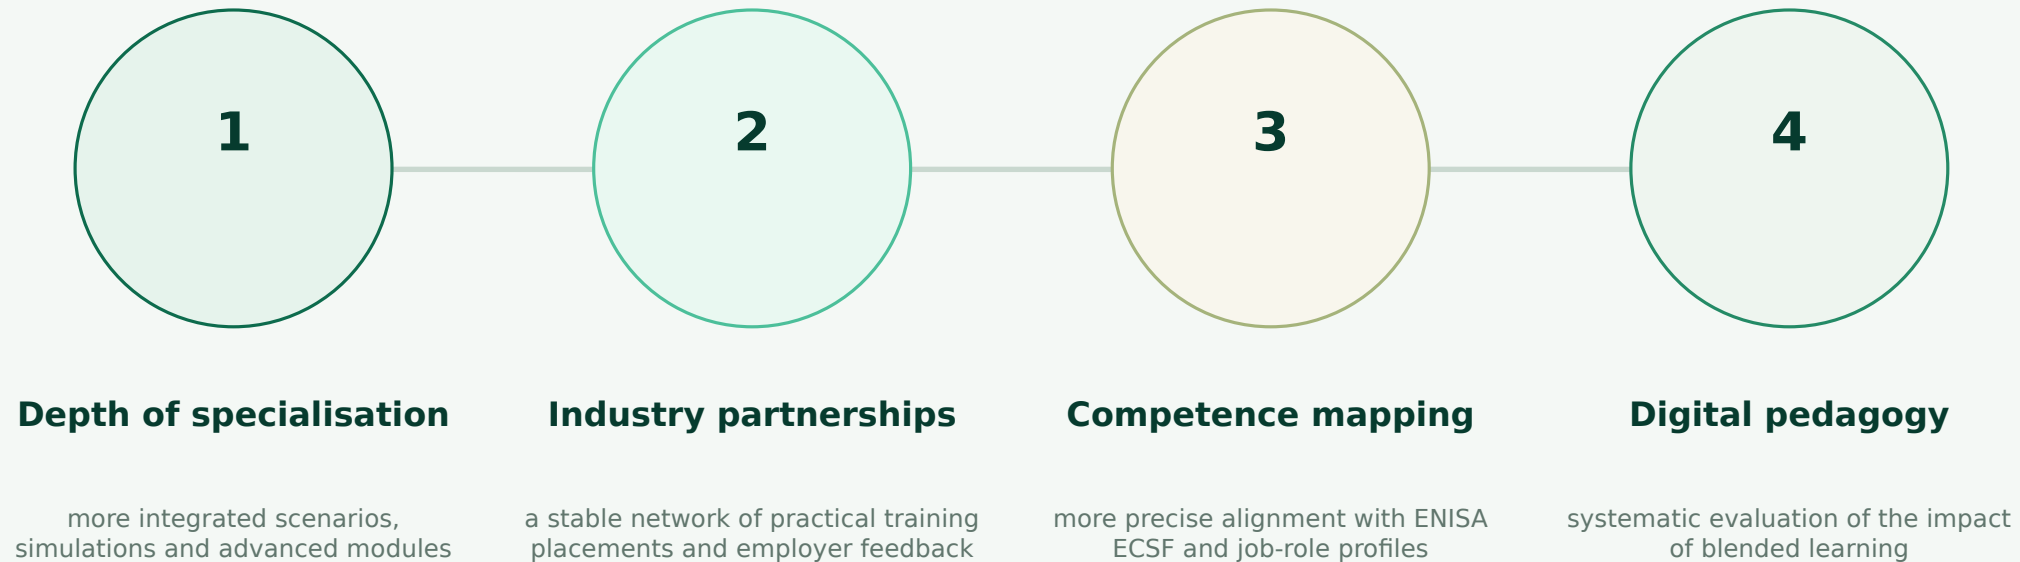 1
2
3
4
Depth of specialisation
Industry partnerships
Competence mapping
Digital pedagogy
more integrated scenarios,
simulations and advanced modules
a stable network of practical training
placements and employer feedback
more precise alignment with ENISA
ECSF and job-role profiles
systematic evaluation of the impact
of blended learning